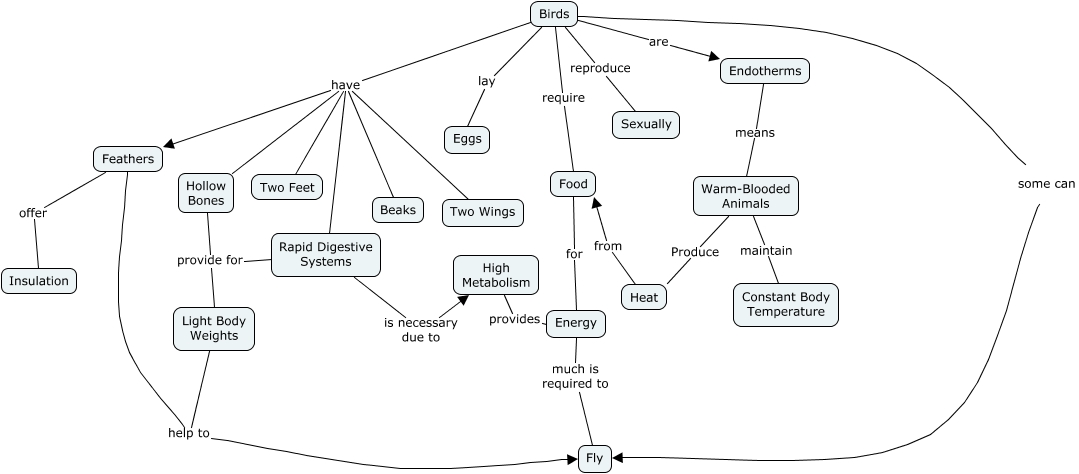 Birds
are
Endotherms
reproduce
lay
have
require
Sexually
means
Eggs
Feathers
Hollow
Bones
Two Feet
Beaks
Two Wings
Food
Warm-Blooded
Animals
some can
offer
Insulation
provide for
Rapid Digestive
Systems
High
Metabolism
for
from
Produce
maintain
Heat
Constant Body
Temperature
Light Body
Weights
is necessary
due to
provides
Energy
much is
required to
help to
Fly